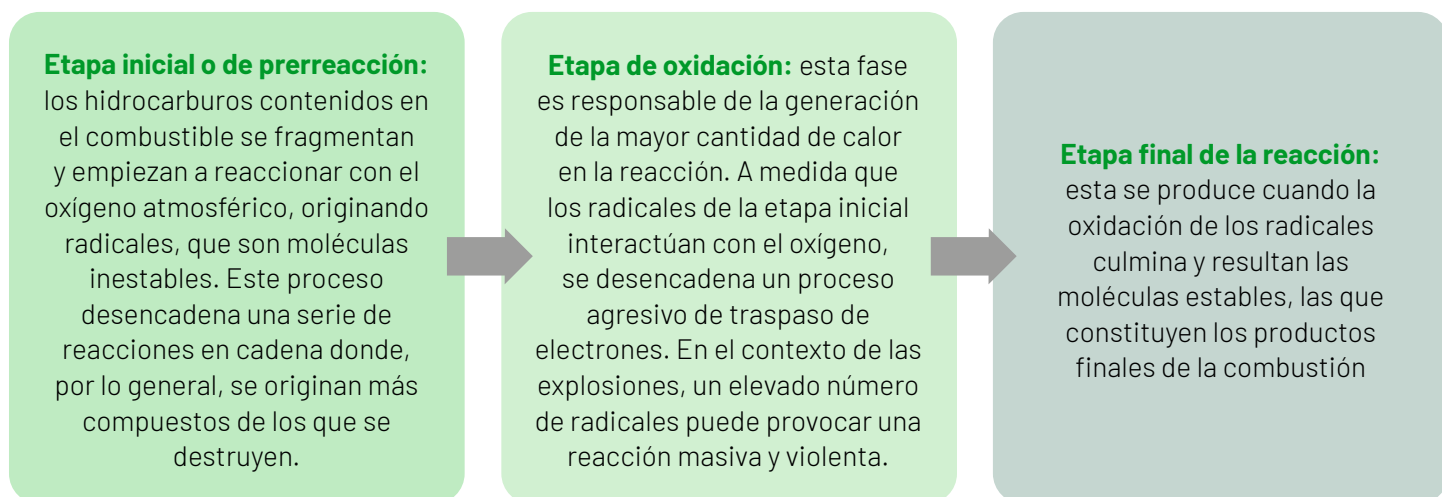 Etapa inicial o de prerreacción:
los hidrocarburos contenidos en
el combustible se fragmentan
y empiezan a reaccionar con el
oxígeno atmosférico, originando
radicales, que son moléculas
inestables. Este proceso
desencadena una serie de
reacciones en cadena donde,
por lo general, se originan más
compuestos de los que se
destruyen.
Etapa de oxidación: esta fase
es responsable de la generación
de la mayor cantidad de calor
en la reacción. A medida que
los radicales de la etapa inicial
interactúan con el oxígeno,
se desencadena un proceso
agresivo de traspaso de
electrones. En el contexto de las
explosiones, un elevado número
de radicales puede provocar una
reacción masiva y violenta.
Etapa final de la reacción:
esta se produce cuando la
oxidación de los radicales
culmina y resultan las
moléculas estables, las que
constituyen los productos
finales de la combustión